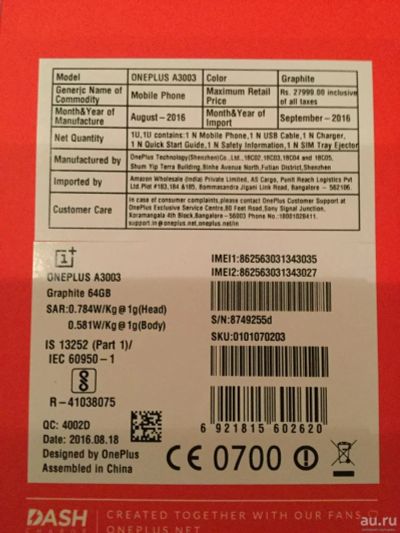 Model ONEPLUS A3003 Color Graphite
Generic Name of Commodity Mobile Phone Maximum Retail Price Rs. 27999.00 inclusive of all taxes
Month&Year of Manufacture August-2016 Month&Year of Import September-2016
Net Quantity 1U,1U contains:1 N Mobile Phone,1 N USB Cable,1 N Charger,
1 N Quick Start Guide,1 N Safety Information,1 N SIM Tray Ejector
Manufactured by OnePlus Technology(Shenzhen)Co.,Ltd.,18C02,18C03,18C04 and 18C05,
Shum Yip Terra Building,Binhe Avenue North,Futian District,Shenzhen
Imported by Amazon Wholesale (India) Private Limited, AS Cargo, Punit Reach Logistics Pvt
Ltd.Plot #183,184 &185, Bommasandra Jigani Link Road, Bangalore - 562106.
Customer Care In case of consumer complaints,please contact OnePlus Customer Support at
OnePlus Exclusive Service Centre,80 Feet Road,Sony Signal Junction,
Koramangala 4th Block,Bangalore-56003 Phone No:18001028411.
support.in@oneplus.net,oneplus.net/in
1+
ONEPLUS A3003
Graphite 64GB
SAR:0.784W/Kg@1g(Head)
0.581W/Kg@1g(Body)
IS 13252 (Part 1)/
IEC 60950-1
R-41038075
QC: 4002D
Date: 2016.08.18
Designed by OnePlus
Assembled in China
IMEI1:862563031343035
IMEI2:862563031343027
S/N:8749255d
SKU:0101070203
6 921815 602620
CE 0700
DASH
CHARGE
CREATED TOGETHER WITH OUR FANS
ONEPLUS.NET
au.ru